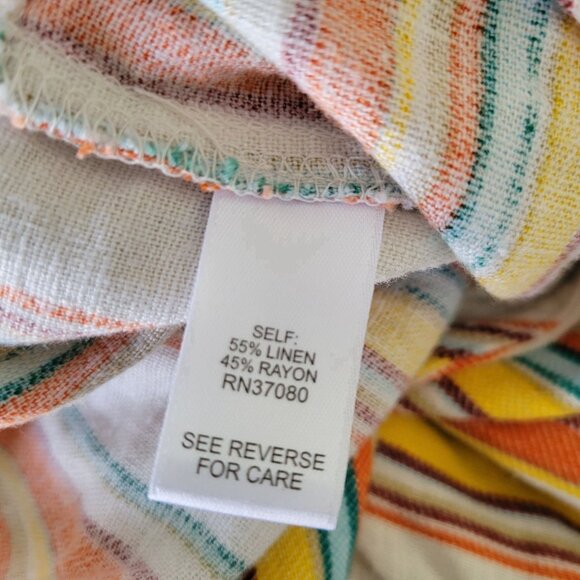 SELF:
55% LINEN
45% RAYON
RN37080
SEE REVERSE
FOR CARE